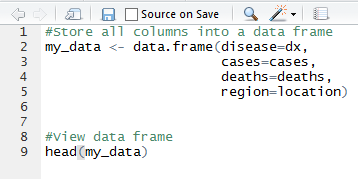 Source on Save
1 #Store all columns into a data frame
2 my_data <- data.frame(disease=dx,
3 cases=cases,
4 deaths=deaths,
5 region=location)
6
7
8 #View data frame
9 head(my_data)